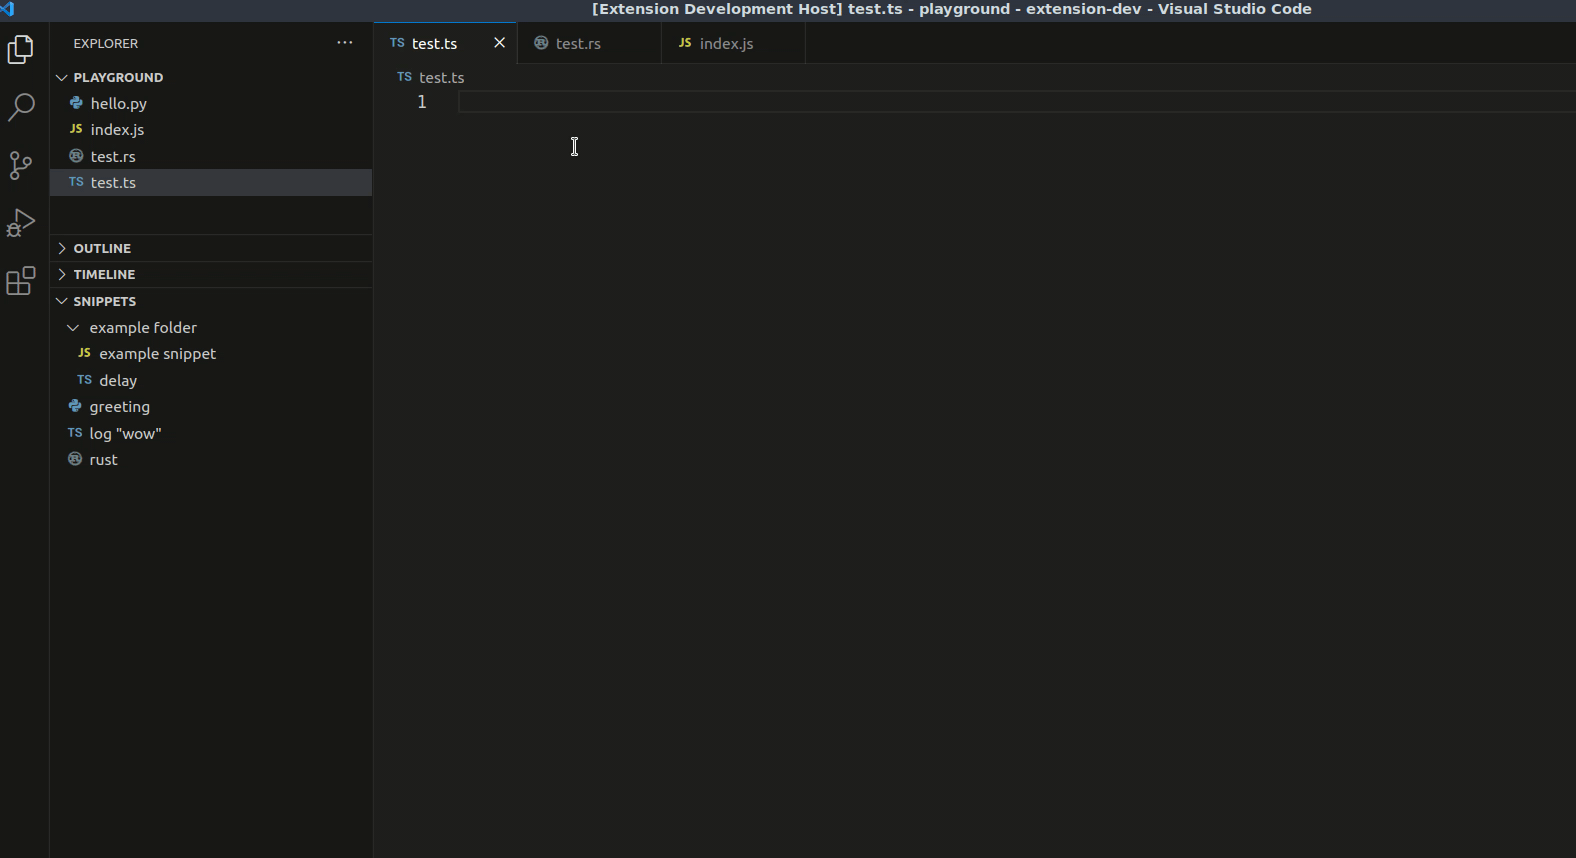 [Extension Development Host] test.ts - playground - extension-dev - Visual Studio Code
EXPLORER
PLAYGROUND
hello.py
JS index.js
test.rs
TS test.ts
OUTLINE
TIMELINE
SNIPPETS
example folder
JS example snippet
TS delay
greeting
TS log "wow"
rust
TS test.ts
test.rs
JS index.js
TS test.ts
1